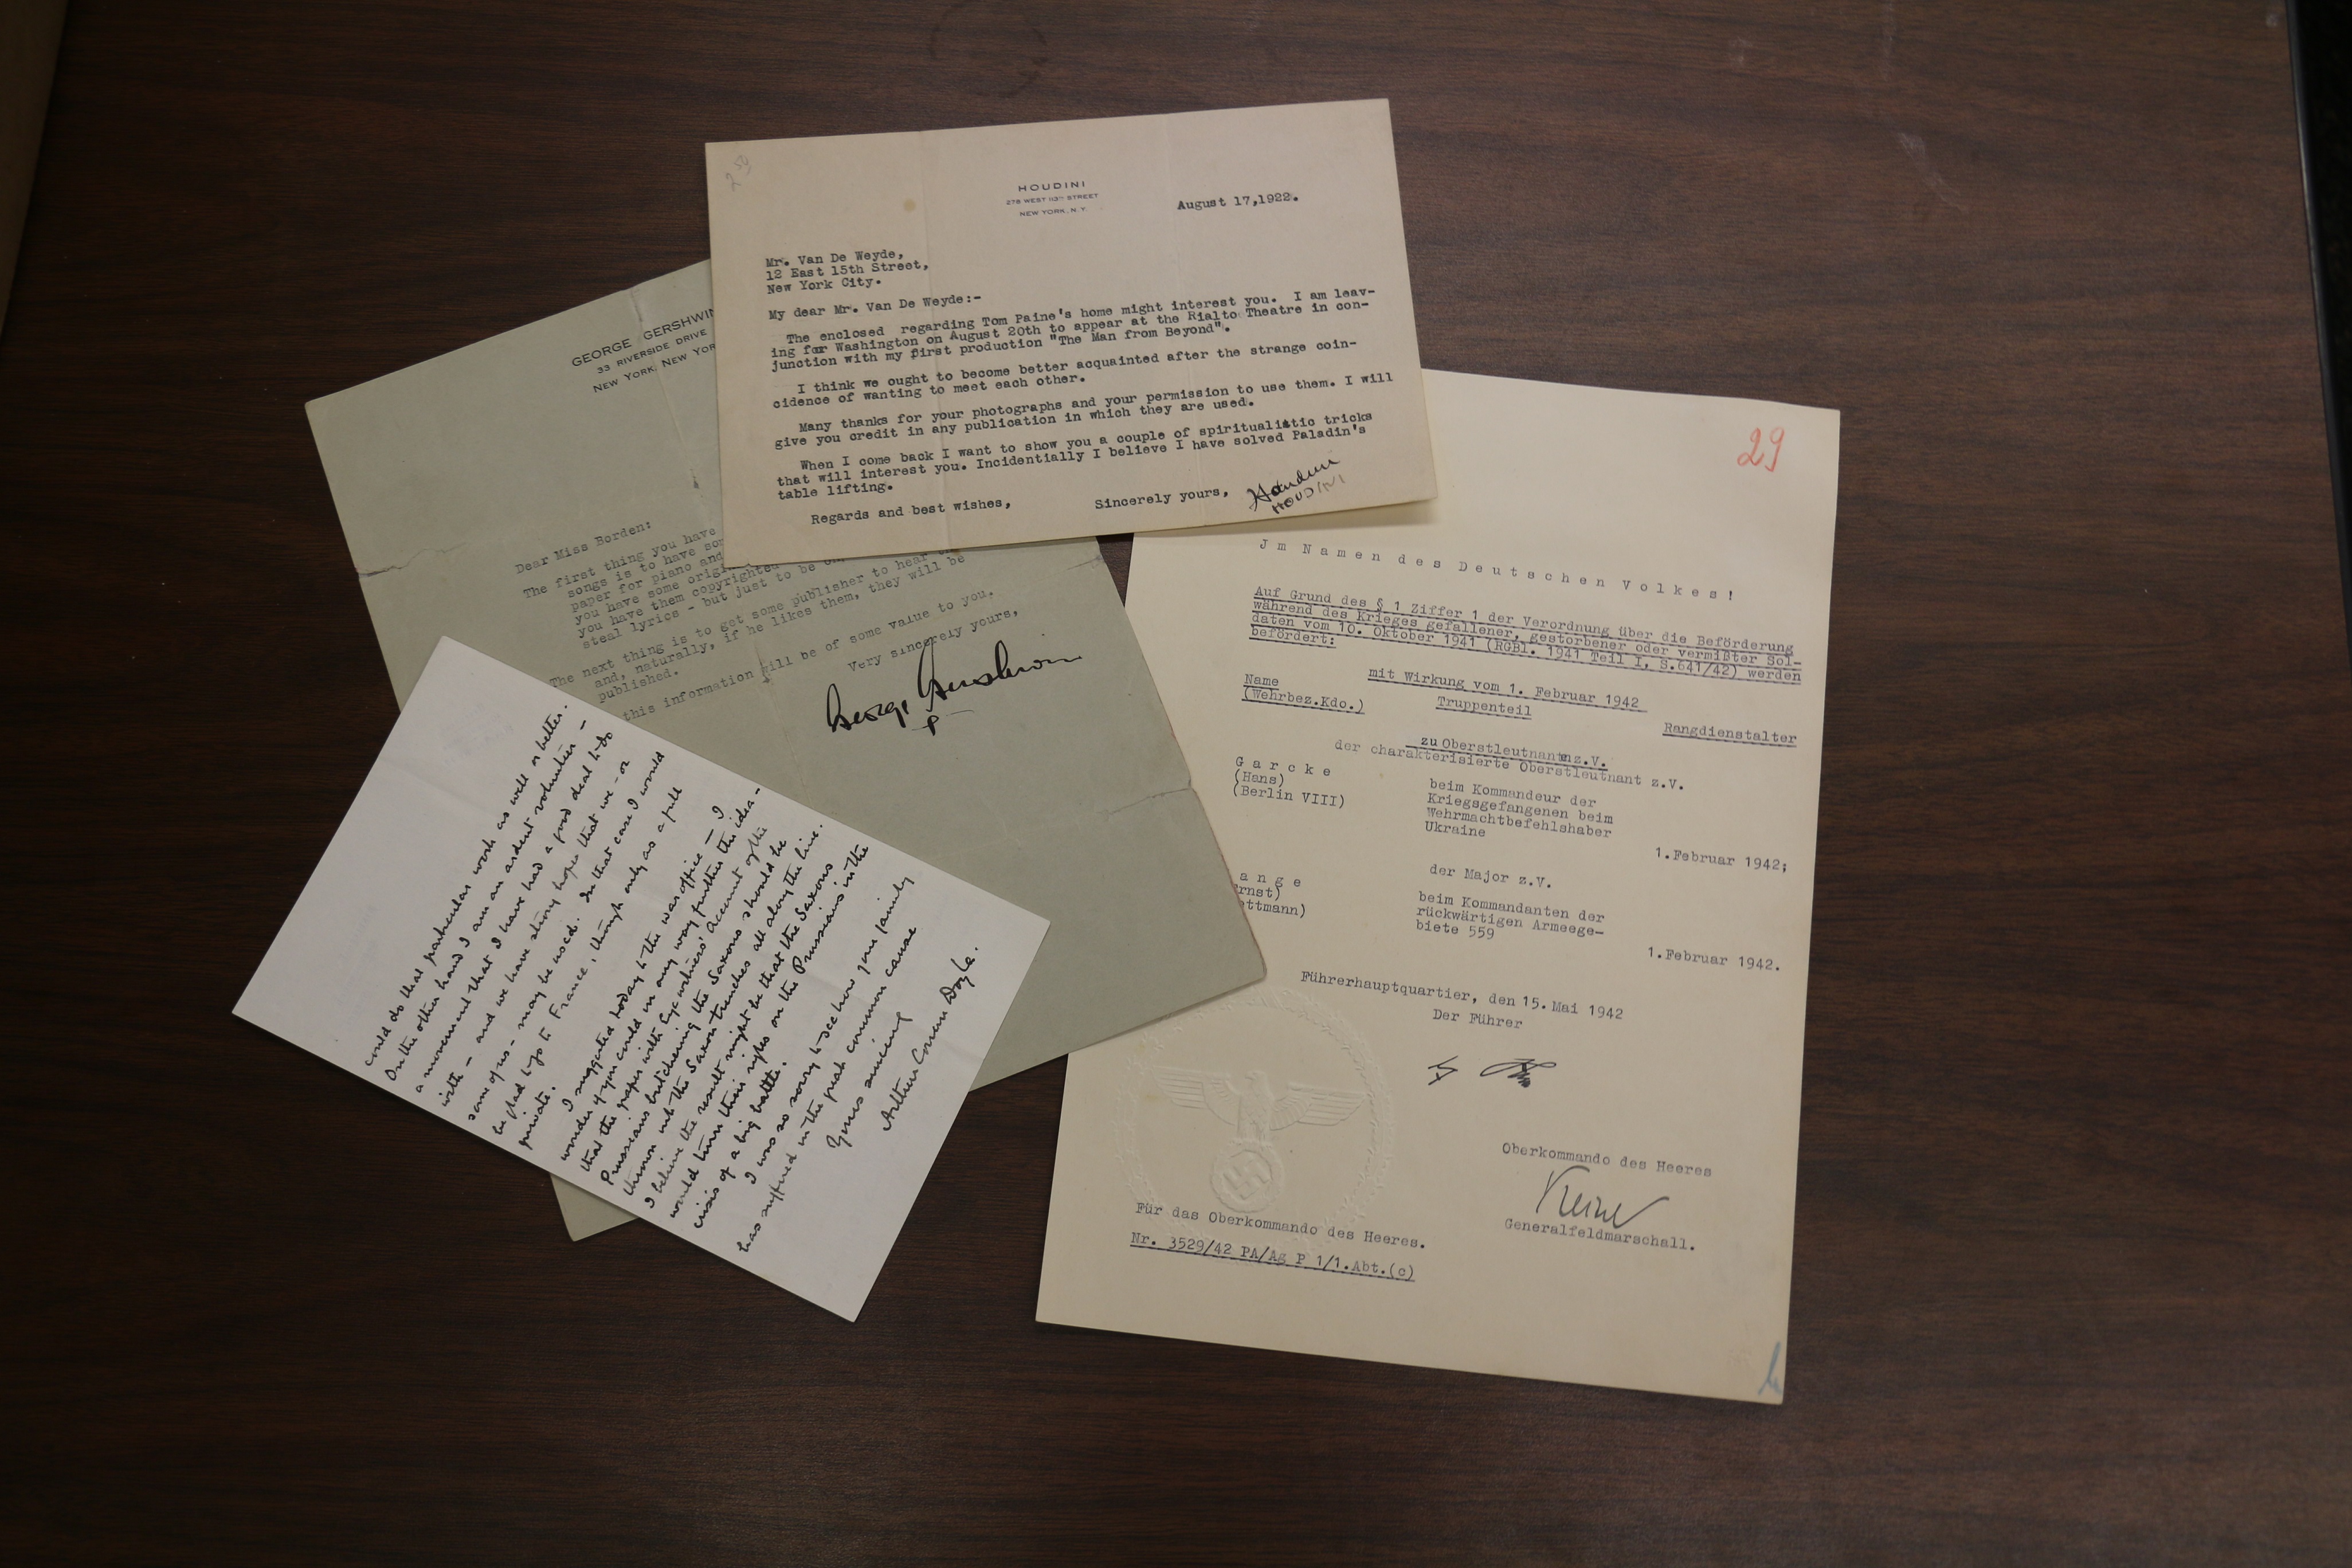 HOUDINI
278 WEST 113TH STREET
NEW YORK, N.Y.
August 17,1922.
Mr. Van De Weyde,
12 East 15th Street,
New York City.
My dear Mr. Van De Weyde:-
The enclosed regarding Tom Paine's home might interest you. I am leav-
ing for Washington on August 20th to appear at the Rialto Theatre in con-
junction with my first production "The Man from Beyond".
I think we ought to become better acquainted after the strange coin-
cidence of wanting to meet each other.
Many thanks for your photographs and your permission to use them. I will
give you credit in any publication in which they are used.
When I come back I want to show you a couple of spiritualistic tricks
that will interest you. Incidentially I believe I have solved Paladin's
table lifting.
Regards and best wishes,
Sincerely yours,
Houdini
HOUDINI
GEORGE GERSHWIN
33 RIVERSIDE DRIVE
NEW YORK, NEW YOR
Dear Miss Borden:
The first thing you have
songs is to have
paper for piano and
you have some
you have them copyrighted
steal lyrics - but just to be
The next thing is to get some publisher to hear
and, naturally, if he likes them, they will be
published.
this information will be of some value to you.
Very sincerely yours,
George Gershwin
could do that particular work as well or better.
On the other hand I am an ardent volunteer -
a movement that I have had a good deal to do
with - and we have strong hopes that we - or
some of us - may be used. In that case I would
be glad to go to France, though only as a full
private.
I suggested today to the war office - I
wonder if you could in any way further the idea -
that the paper with Eye witness' Account of the
Prussians butchering the Saxons should be
thrown into the Saxon trenches all along the line.
I believe the result might be that the Saxons
would turn their rifles on the Prussians in the
crisis of a big battle.
I was so sorry to see how your family
has suffered in the great common cause
Yours sincerely
Arthur Conan Doyle.
29
Jm Namen des Deutschen Volkes!
Auf Grund des § 1 Ziffer 1 der Verordnung über die Beförderung
während des Krieges gefallener, gestorbener oder vermißter Sol-
daten vom 10. Oktober 1941 (RGBl. 1941 Teil I, S.641/42) werden
befördert:
mit Wirkung vom 1. Februar 1942
Name
(Wehrbez.Kdo.)
Truppenteil
Rangdienstalter
zu Oberstleutnanten z.V.
der charakterisierte Oberstleutnant z.V.
Garcke
(Hans)
(Berlin VIII)
beim Kommandeur der
Kriegsgefangenen beim
Wehrmachtbefehlshaber
Ukraine
1.Februar 1942;
der Major z.V.
ange
rnst)
ottmann)
beim Kommandanten der
rückwärtigen Armeege-
biete 559
1.Februar 1942.
Führerhauptquartier, den 15. Mai 1942
Der Führer
Oberkommando des Heeres
Generalfeldmarschall.
Für das Oberkommando des Heeres.
Nr. 3529/42 PA/Ag P 1/1.Abt.(c)